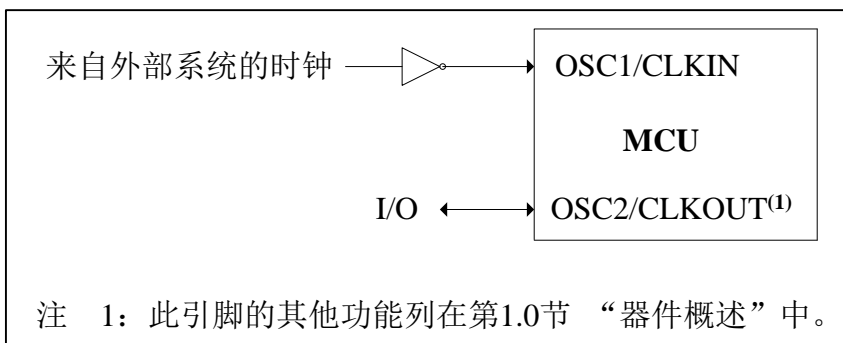 来自外部系统的时钟
OSC1/CLKIN
MCU
I/O
OSC2/CLKOUT(1)
注 1：此引脚的其他功能列在第1.0节 “器件概述”中。